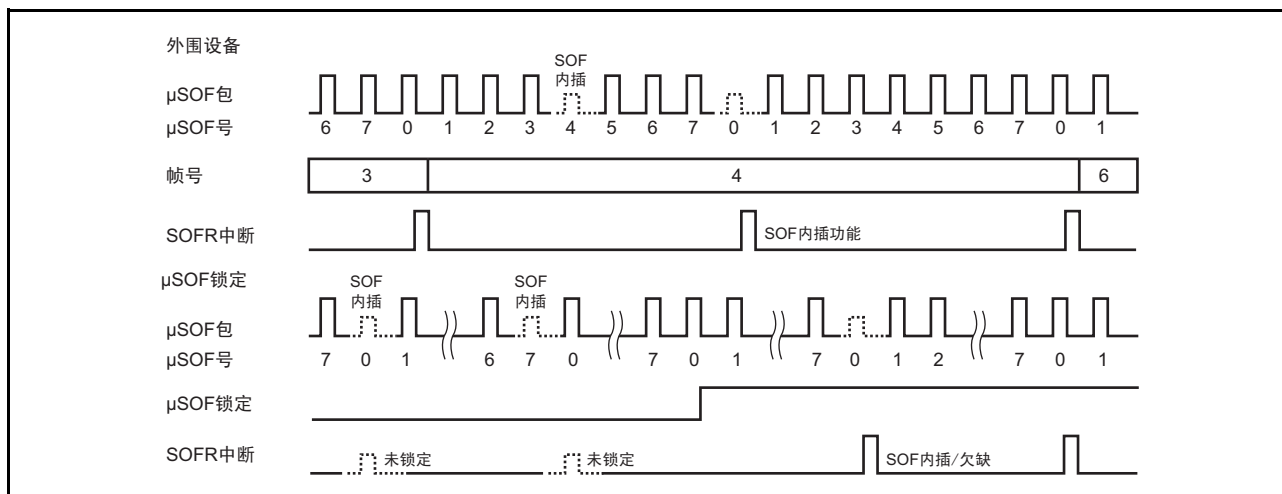 外围设备
SOF
内插
μSOF包
μSOF号 6 7 0 1 2 3 4 5 6 7 0 1 2 3 4 5 6 7 0 1
帧号 3 4 6
SOFR中断 SOF内插功能
μSOF锁定
SOF
内插
SOF
内插
μSOF包
μSOF号 7 0 1 6 7 0 7 0 1 7 0 1 2 7 0 1
μSOF锁定
SOFR中断 未锁定 未锁定 SOF内插/欠缺